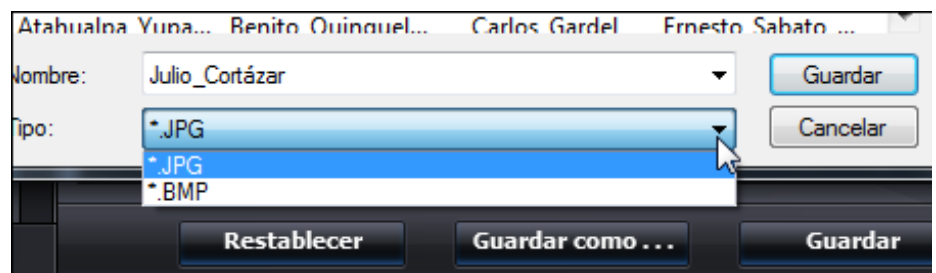 Atahualpa Yupa... Benito Quinquel... Carlos Gardel Ernesto Sabato ...
Nombre: Julio_Cortázar Guardar
Tipo: *.JPG Cancelar
*.JPG
*.BMP
Restablecer Guardar como ... Guardar